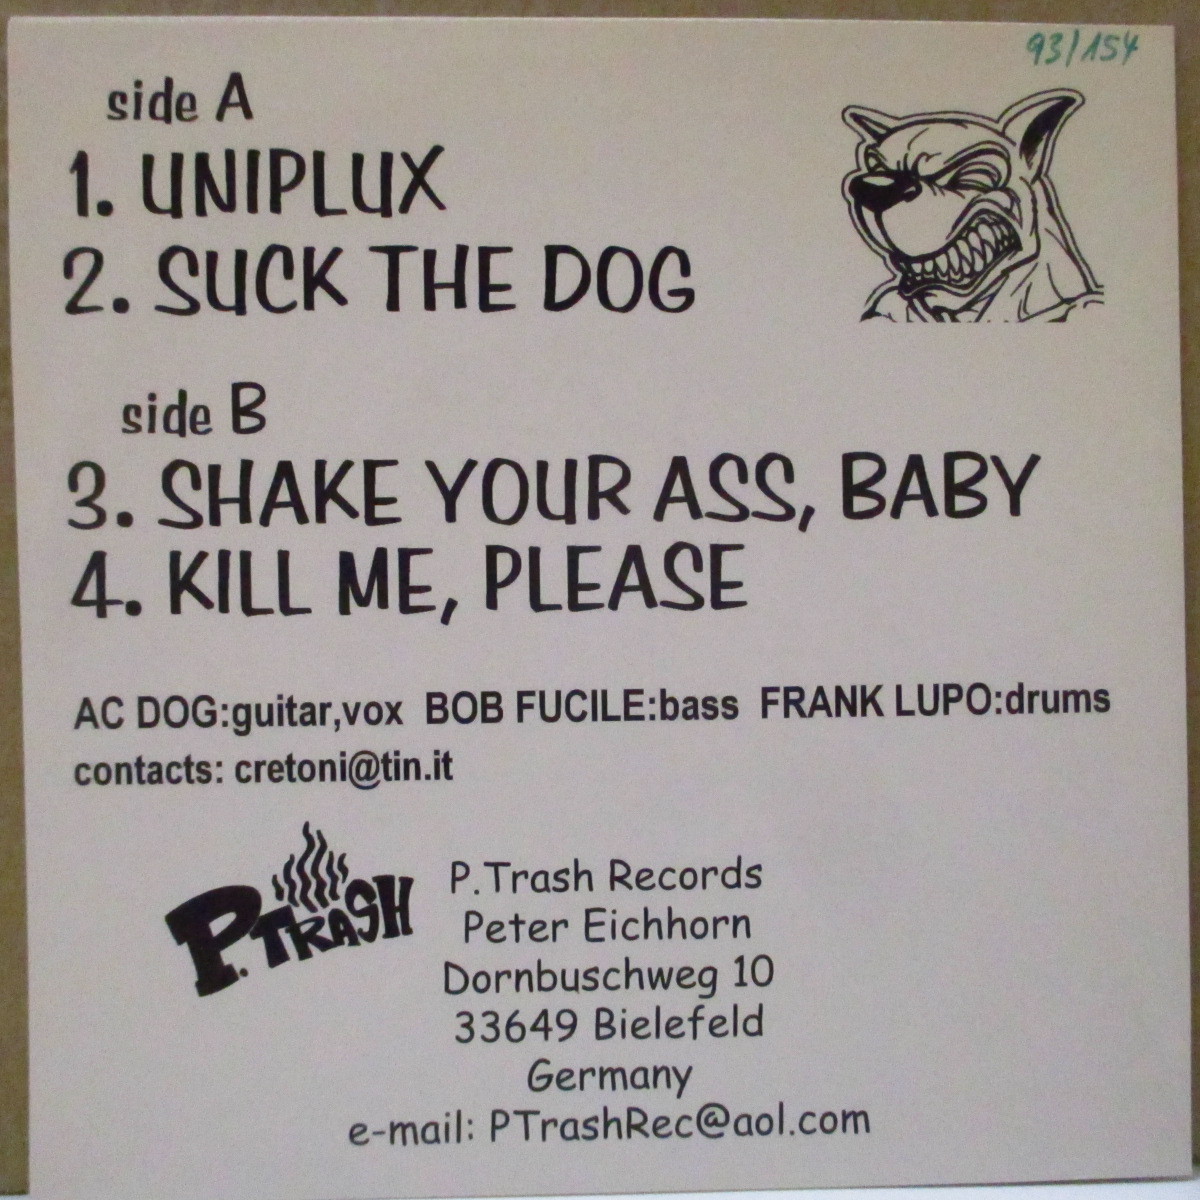 93/154
side A
1. UNIPLUX
2. SUCK THE DOG
side B
3. SHAKE YOUR ASS, BABY
4. KILL ME, PLEASE
AC DOG:guitar,vox BOB FUCILE:bass FRANK LUPO:drums
contacts: cretoni@tin.it
P.TRASH
P.Trash Records
Peter Eichhorn
Dornbuschweg 10
33649 Bielefeld
Germany
e-mail: PTrashRec@aol.com